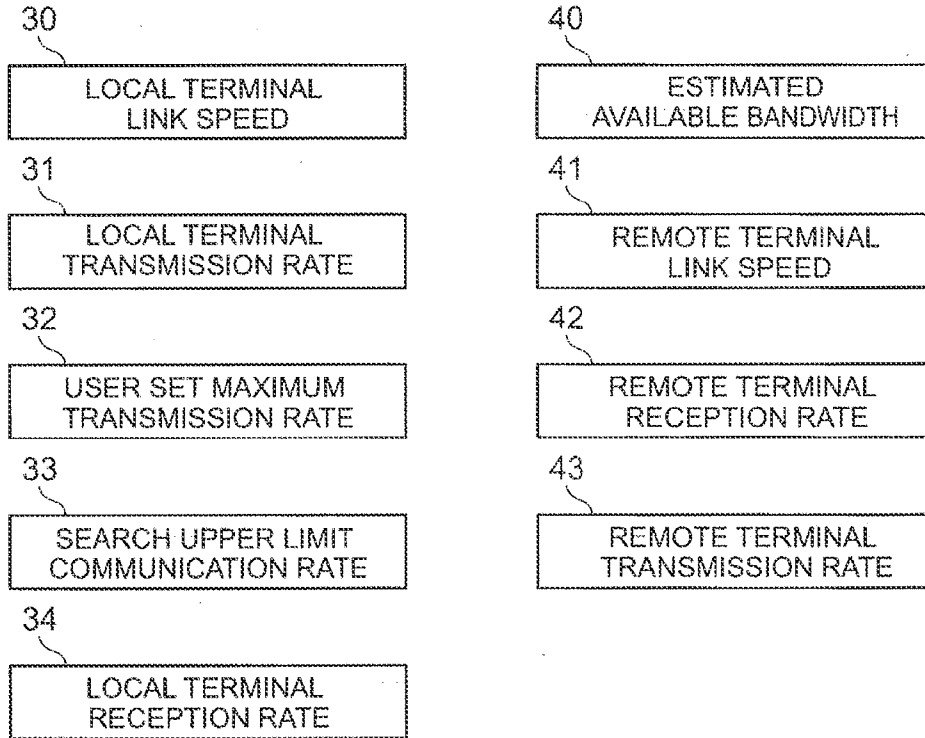 30
LOCAL TERMINAL
LINK SPEED
31
LOCAL TERMINAL
TRANSMISSION RATE
32
USER SET MAXIMUM
TRANSMISSION RATE
33
SEARCH UPPER LIMIT
COMMUNICATION RATE
34
LOCAL TERMINAL
RECEPTION RATE
40
ESTIMATED
AVAILABLE BANDWIDTH
41
REMOTE TERMINAL
LINK SPEED
42
REMOTE TERMINAL
RECEPTION RATE
43
REMOTE TERMINAL
TRANSMISSION RATE